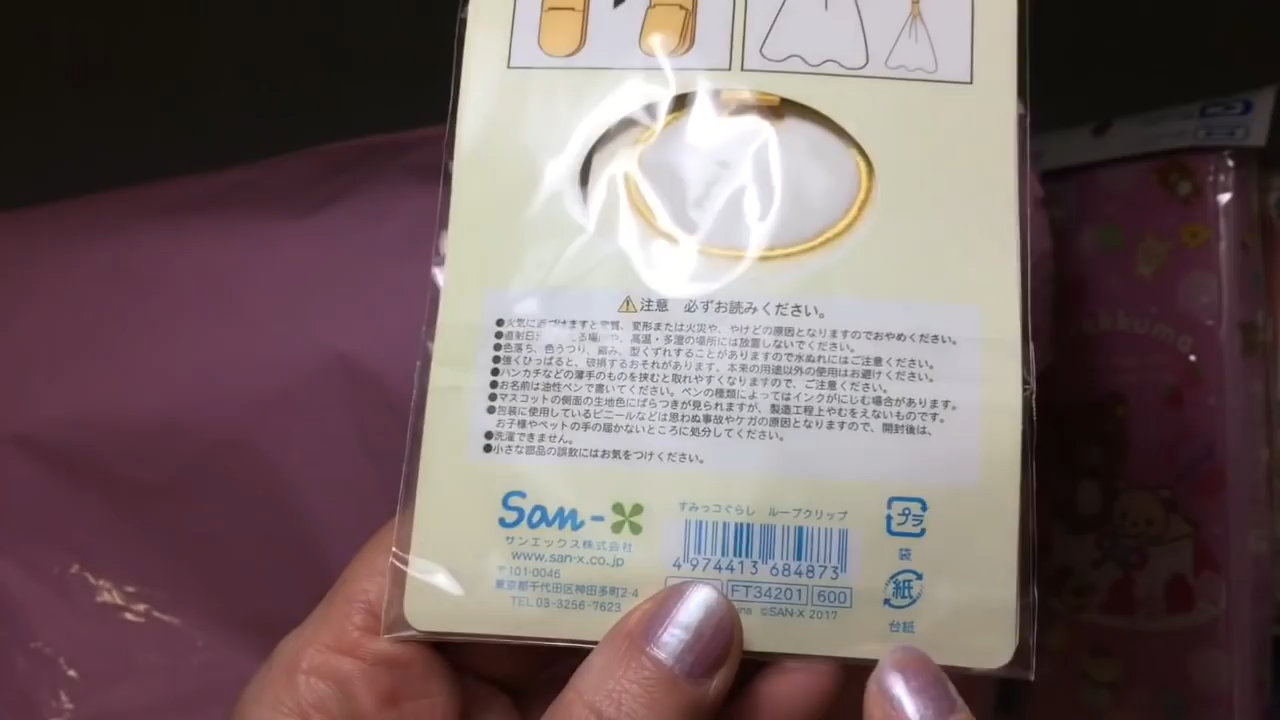 注意 必ずお読みください。
●火気に近づけますと変質、変形または火災や、やけどの原因となりますのでおやめください。
●直射日 る場所や、高温・多湿の場所には放置しないでください。
●色落ち、色うつり、縮み、型くずれすることがありますので水ぬれにはご注意ください。
●強くひっぱると、破損するおそれがあります。本来の用途以外の使用はお避けください。
●ハンカチなどの薄手のものを挟むと取れやすくなりますので、ご注意ください。
●お名前は油性ペンで書いてください。ペンの種類によってはインクがにじむ場合があります。
●マスコットの側面の生地色にばらつきが見られますが、製造工程上やむをえないものです。
●包装に使用しているビニールなどは思わぬ事故やケガの原因となりますので、開封後は、
お子様やペットの手の届かないところに処分してください。
●洗濯できません。
●小さな部品の誤飲にはお気をつけください。
San-X
サンエックス株式会社
www.san-x.co.jp
〒101-0046
東京都千代田区神田多町2-4
TEL 03-3256-7623
すみっコぐらし ループクリップ
4 974413 684873
FT34201 600
©SAN-X 2017
プラ
袋
紙
台紙
kkuma